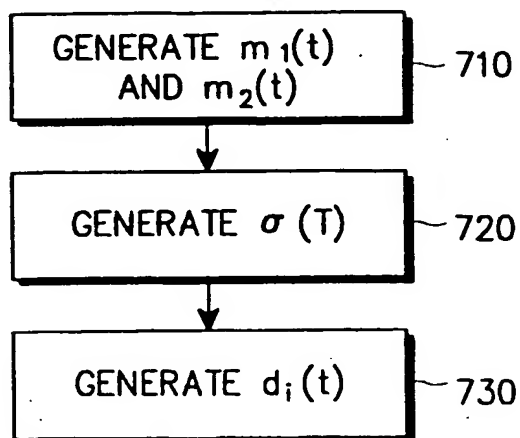 GENERATE m₁(t)
AND m₂(t)
710
GENERATE σ (T)
720
GENERATE dᵢ(t)
730